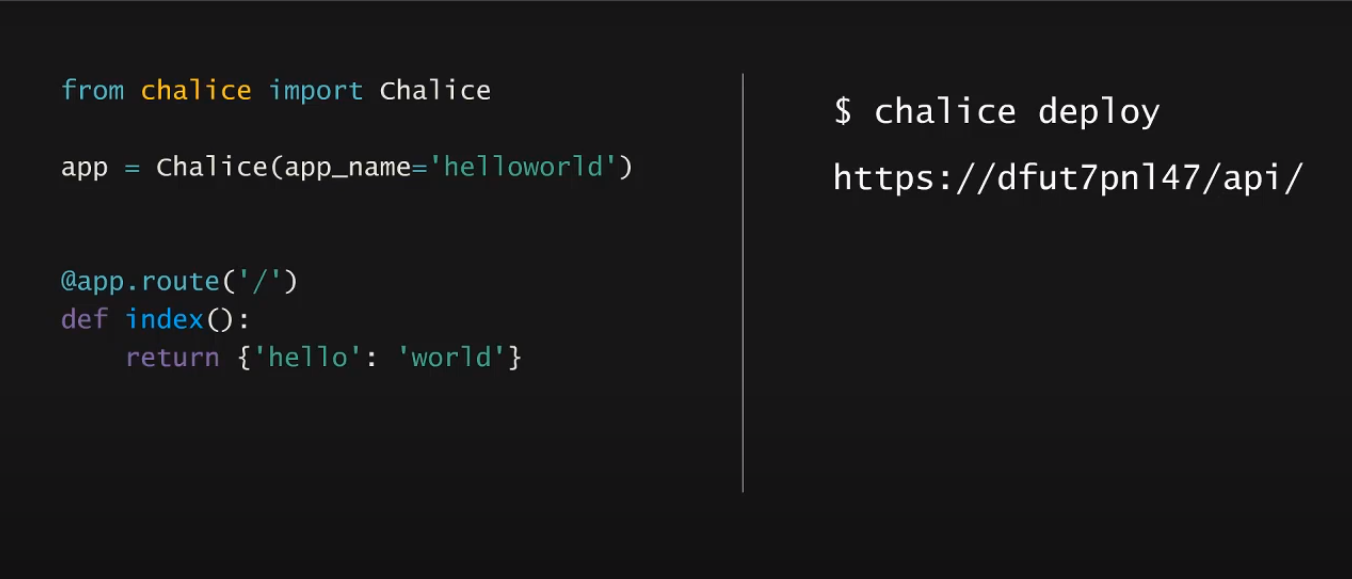 from chalice import Chalice
app = Chalice(app_name='helloworld')
@app.route('/')
def index():
    return {'hello': 'world'}
$ chalice deploy
https://dfut7pnl47/api/